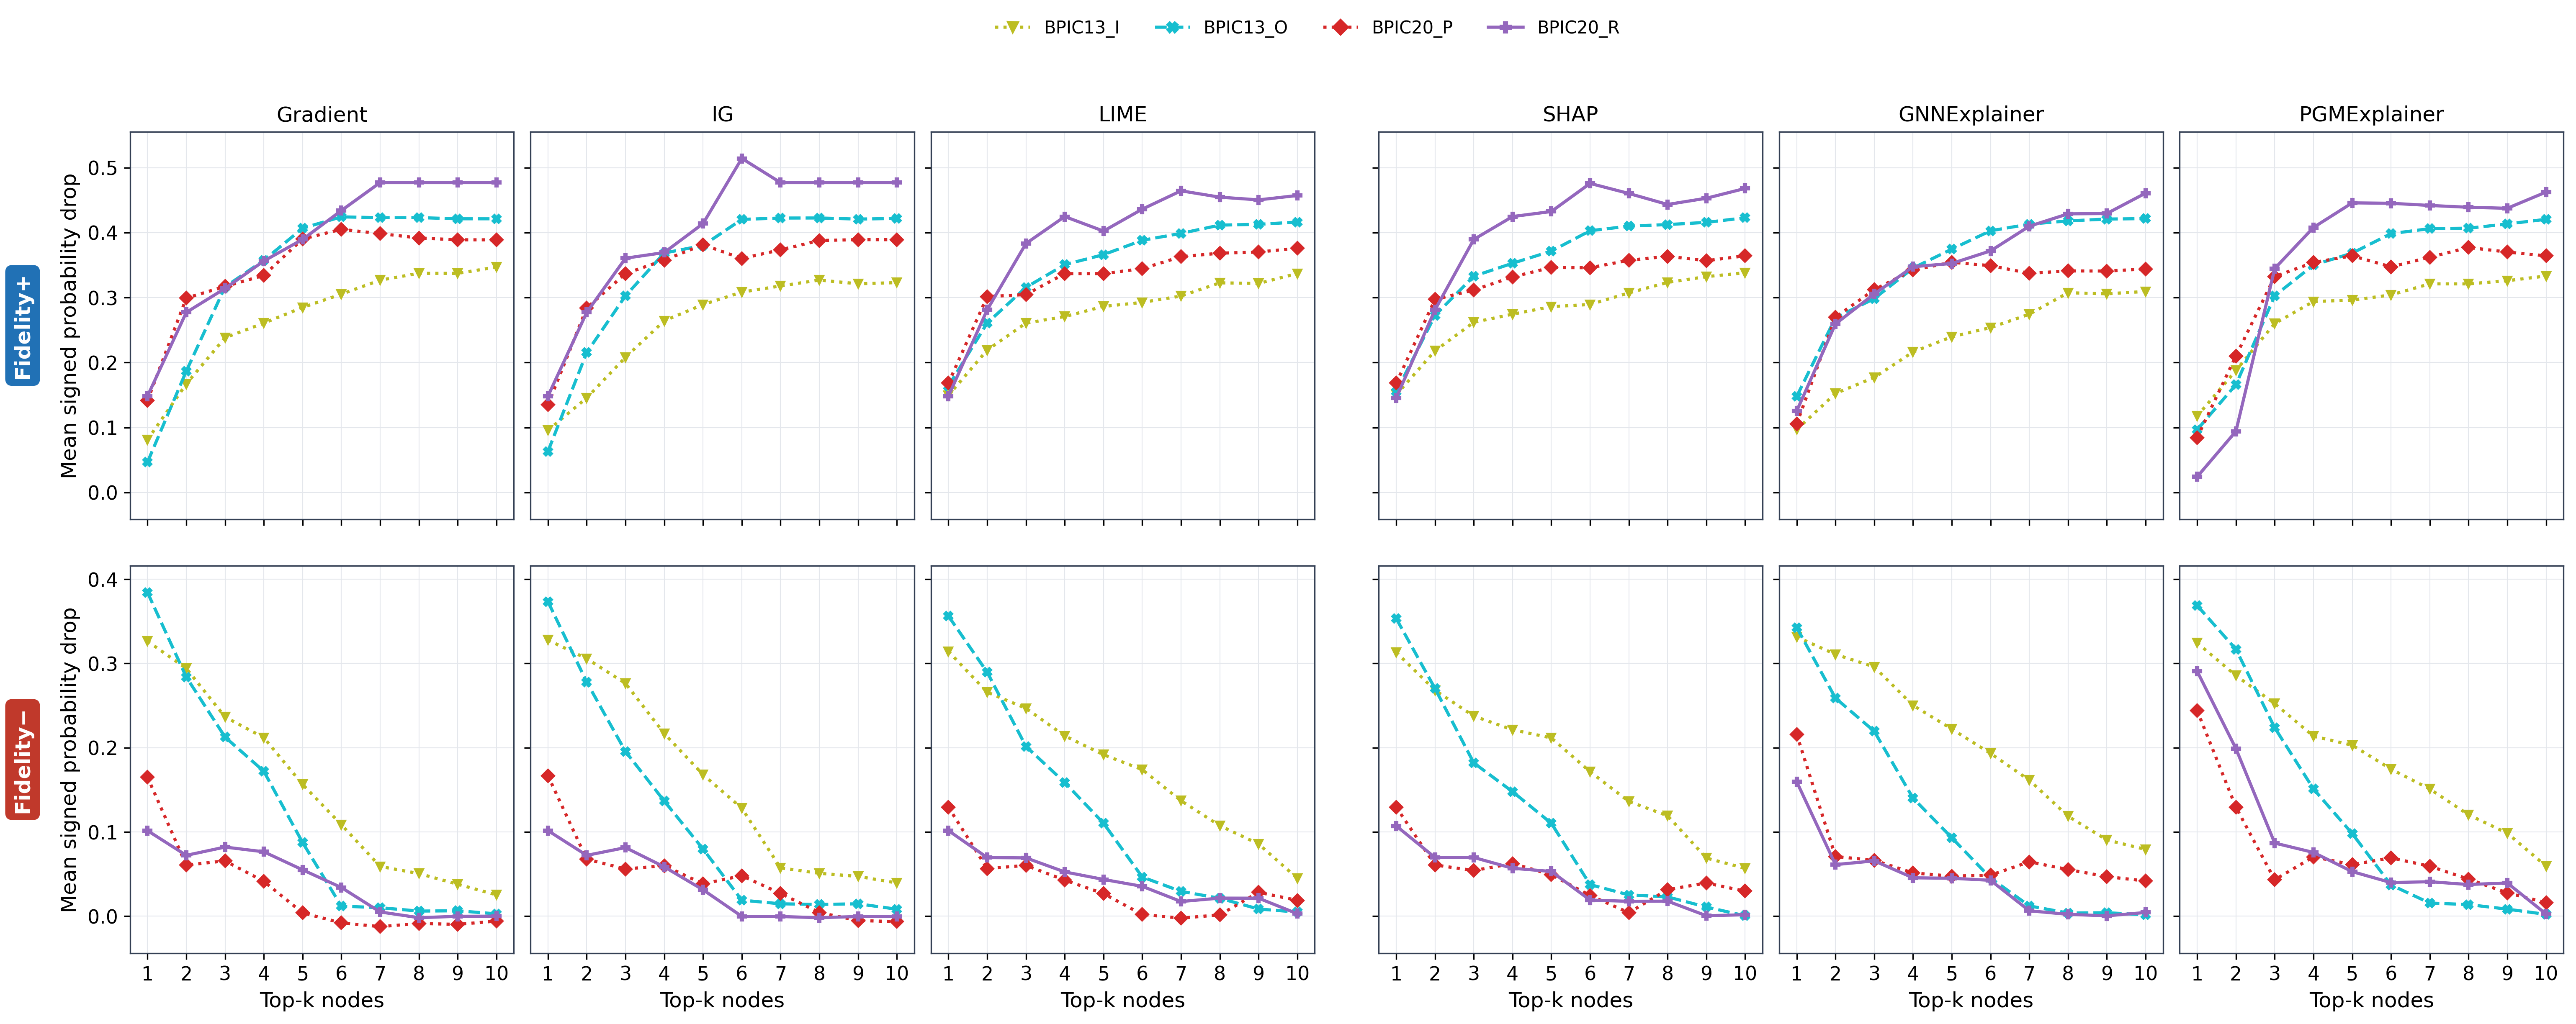 BPIC13_I BPIC13_O BPIC20_P BPIC20_R
Gradient IG LIME SHAP GNNExplainer PGMExplainer
Fidelity+
Mean signed probability drop
0.5
0.4
0.3
0.2
0.1
0.0
Fidelity−
Mean signed probability drop
0.4
0.3
0.2
0.1
0.0
1 2 3 4 5 6 7 8 9 10 1 2 3 4 5 6 7 8 9 10 1 2 3 4 5 6 7 8 9 10 1 2 3 4 5 6 7 8 9 10 1 2 3 4 5 6 7 8 9 10 1 2 3 4 5 6 7 8 9 10
Top-k nodes Top-k nodes Top-k nodes Top-k nodes Top-k nodes Top-k nodes